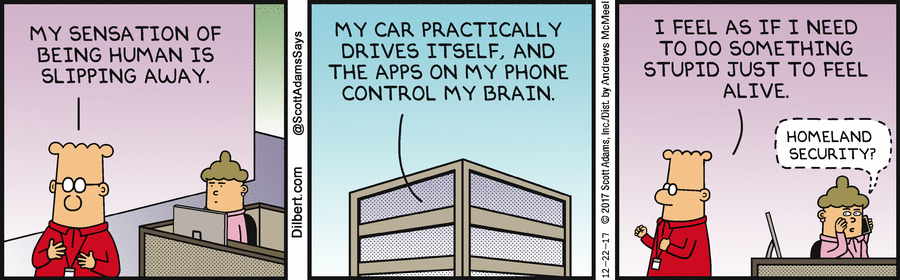 MY SENSATION OF
BEING HUMAN IS
SLIPPING AWAY.
Dilbert.com @ScottAdamsSays
MY CAR PRACTICALLY
DRIVES ITSELF, AND
THE APPS ON MY PHONE
CONTROL MY BRAIN.
12-22-17 © 2017 Scott Adams, Inc./Dist. by Andrews McMeel
I FEEL AS IF I NEED
TO DO SOMETHING
STUPID JUST TO FEEL
ALIVE.
HOMELAND
SECURITY?